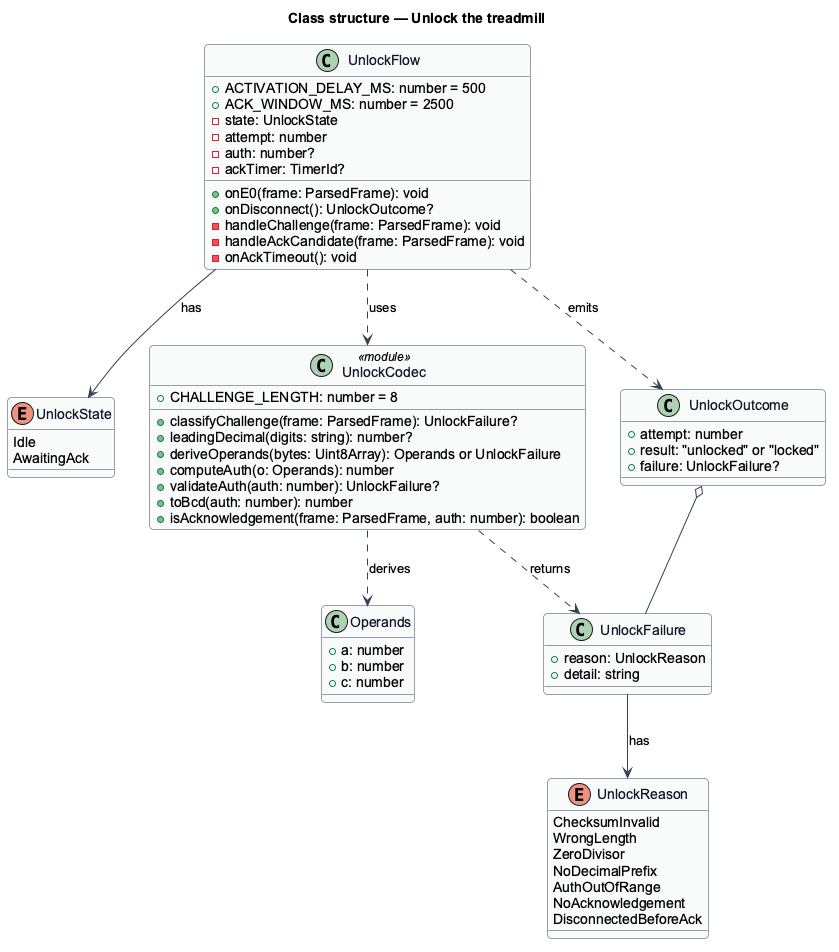 Class structure — Unlock the treadmill
C UnlockFlow
ACTIVATION_DELAY_MS: number = 500
ACK_WINDOW_MS: number = 2500
state: UnlockState
attempt: number
auth: number?
ackTimer: TimerId?
onE0(frame: ParsedFrame): void
onDisconnect(): UnlockOutcome?
handleChallenge(frame: ParsedFrame): void
handleAckCandidate(frame: ParsedFrame): void
onAckTimeout(): void
has
uses
emits
E UnlockState
Idle
AwaitingAck
«module»
C UnlockCodec
CHALLENGE_LENGTH: number = 8
classifyChallenge(frame: ParsedFrame): UnlockFailure?
leadingDecimal(digits: string): number?
deriveOperands(bytes: Uint8Array): Operands or UnlockFailure
computeAuth(o: Operands): number
validateAuth(auth: number): UnlockFailure?
toBcd(auth: number): number
isAcknowledgement(frame: ParsedFrame, auth: number): boolean
C UnlockOutcome
attempt: number
result: "unlocked" or "locked"
failure: UnlockFailure?
derives
returns
C Operands
a: number
b: number
c: number
C UnlockFailure
reason: UnlockReason
detail: string
has
E UnlockReason
ChecksumInvalid
WrongLength
ZeroDivisor
NoDecimalPrefix
AuthOutOfRange
NoAcknowledgement
DisconnectedBeforeAck